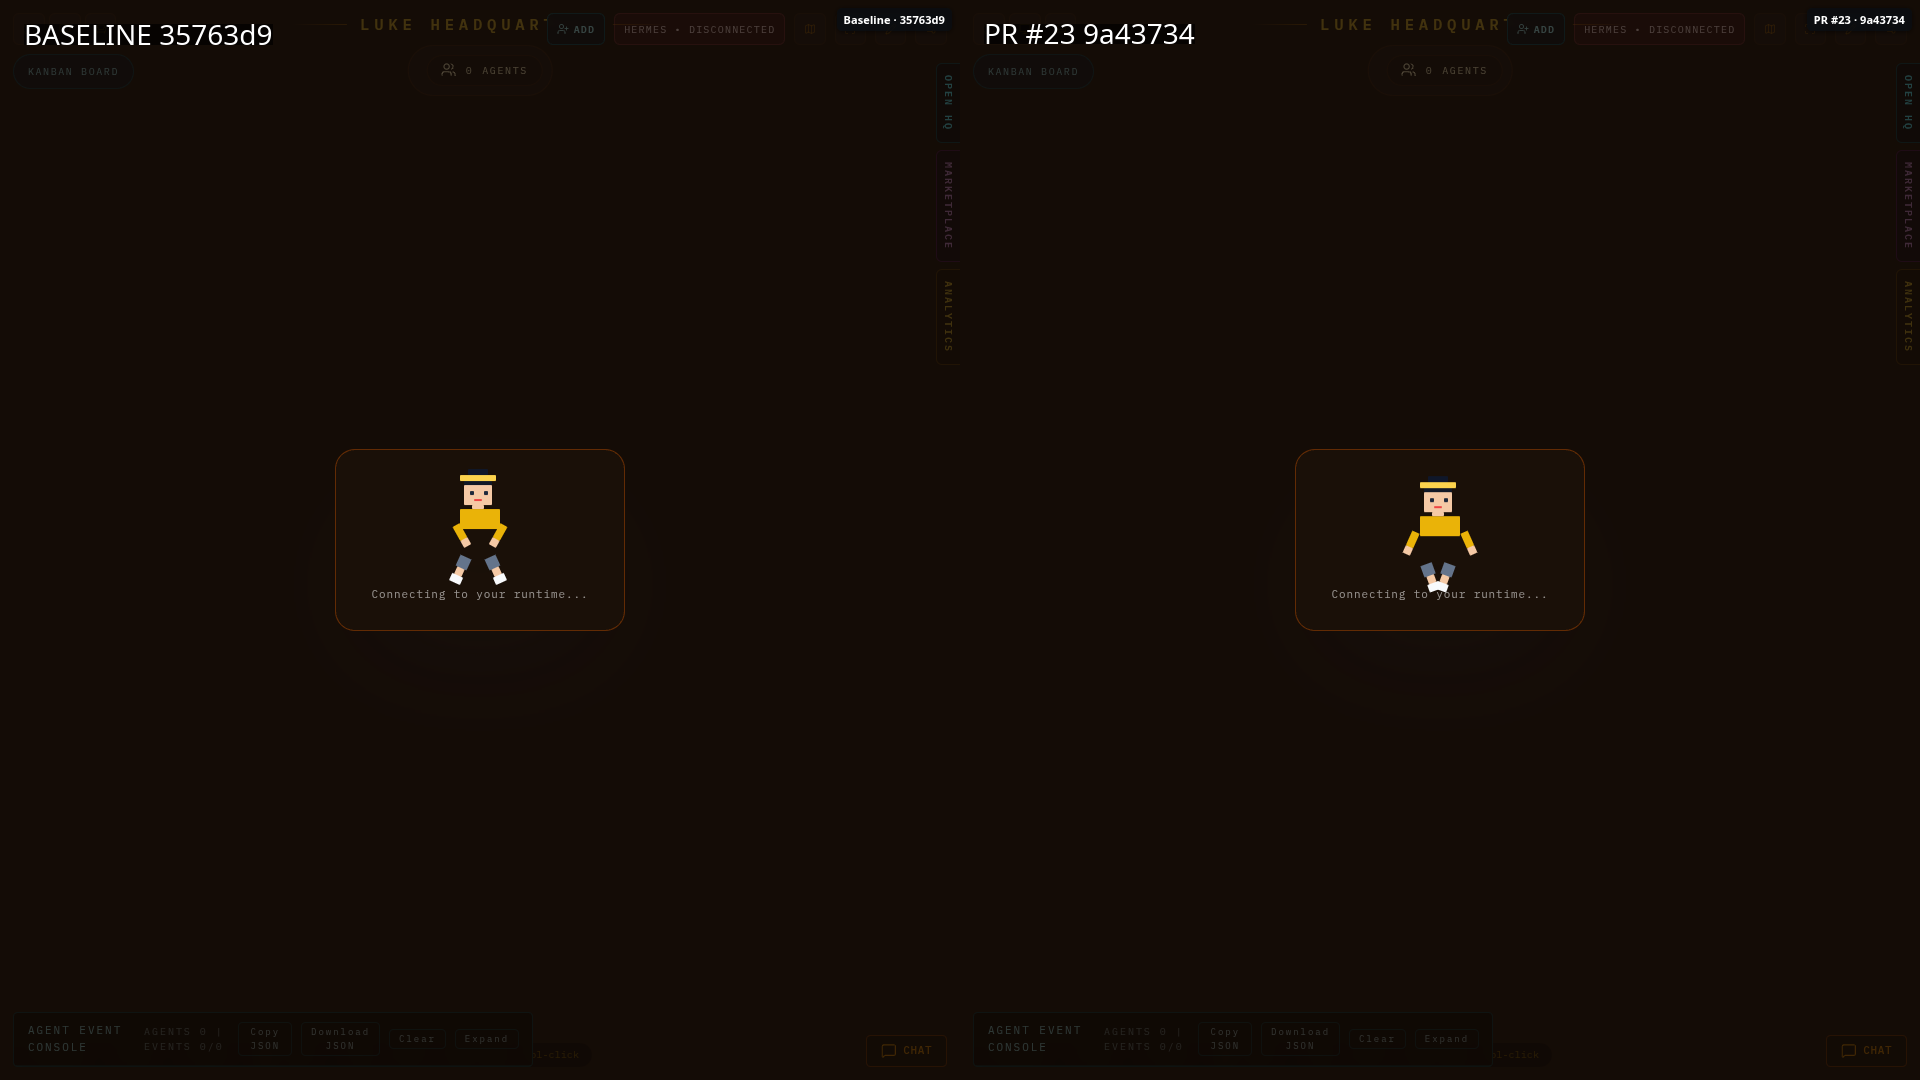 BASELINE 35763d9
LUKE HEADQUART
ADD
HERMES • DISCONNECTED
Baseline · 35763d9
KANBAN BOARD
0 AGENTS
OPEN HQ
MARKETPLACE
ANALYTICS
Connecting to your runtime...
AGENT EVENT
CONSOLE
AGENTS 0 |
EVENTS 0/0
Copy
JSON
Download
JSON
Clear
Expand
l-click
CHAT
PR #23 9a43734
LUKE HEADQUART
ADD
HERMES • DISCONNECTED
PR #23 · 9a43734
KANBAN BOARD
0 AGENTS
OPEN HQ
MARKETPLACE
ANALYTICS
Connecting to your runtime...
AGENT EVENT
CONSOLE
AGENTS 0 |
EVENTS 0/0
Copy
JSON
Download
JSON
Clear
Expand
l-click
CHAT